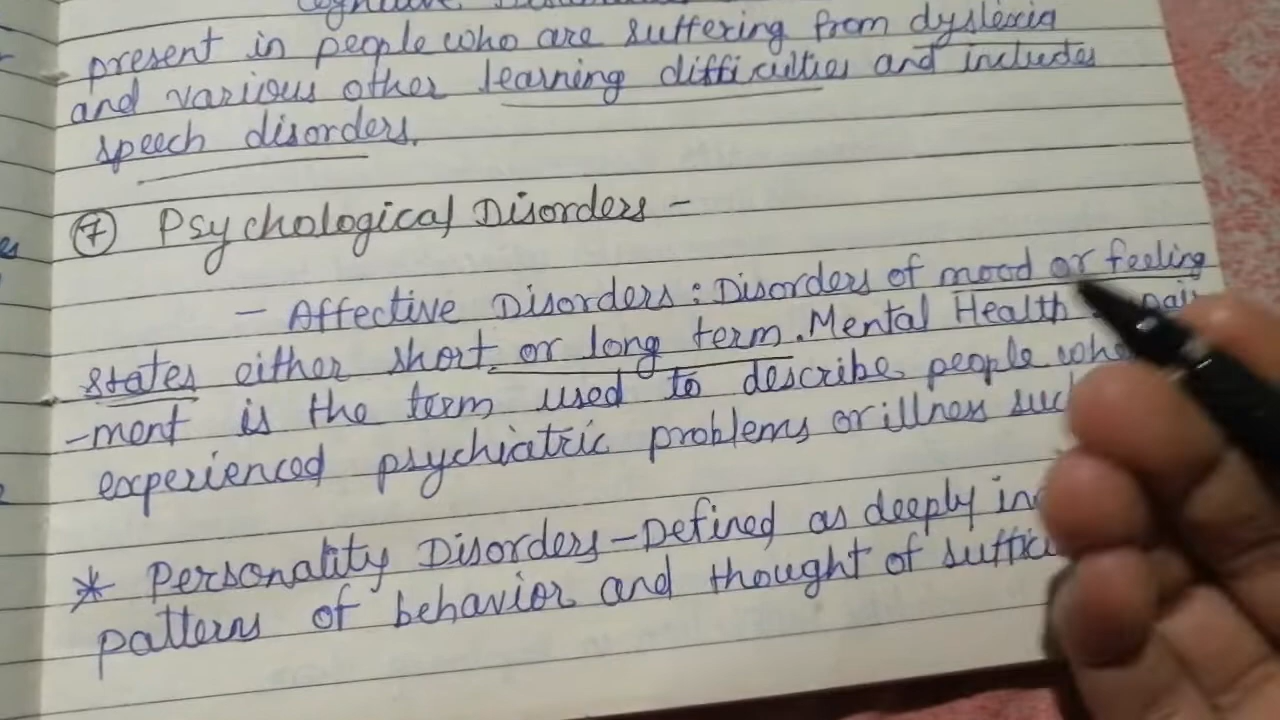 present in people who are suffering from dyslexia
and various other learning difficulties and includes
speech disorders.
7 Psychological Disorders -
- Affective Disorders : Disorders of mood or feeling
states either short or long term. Mental Health
-ment is the term used to describe people who
experienced psychiatric problems or illness
* Personality Disorders - Defined as deeply
patterns of behavior and thought of